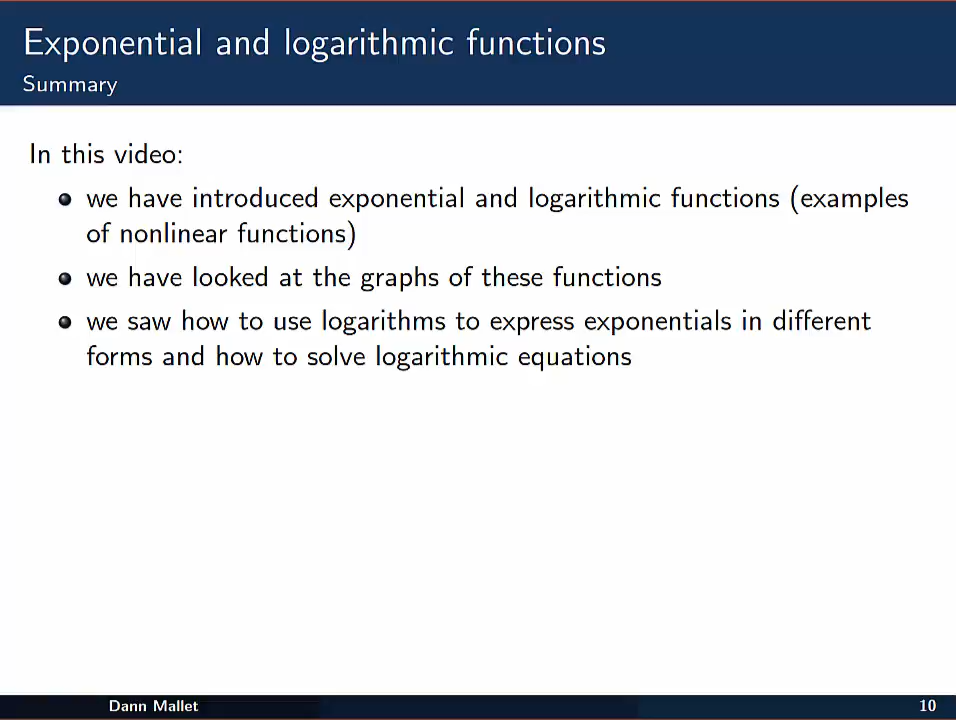 Exponential and logarithmic functions
Summary
In this video:
we have introduced exponential and logarithmic functions (examples
of nonlinear functions)
we have looked at the graphs of these functions
we saw how to use logarithms to express exponentials in different
forms and how to solve logarithmic equations
Dann Mallet
10